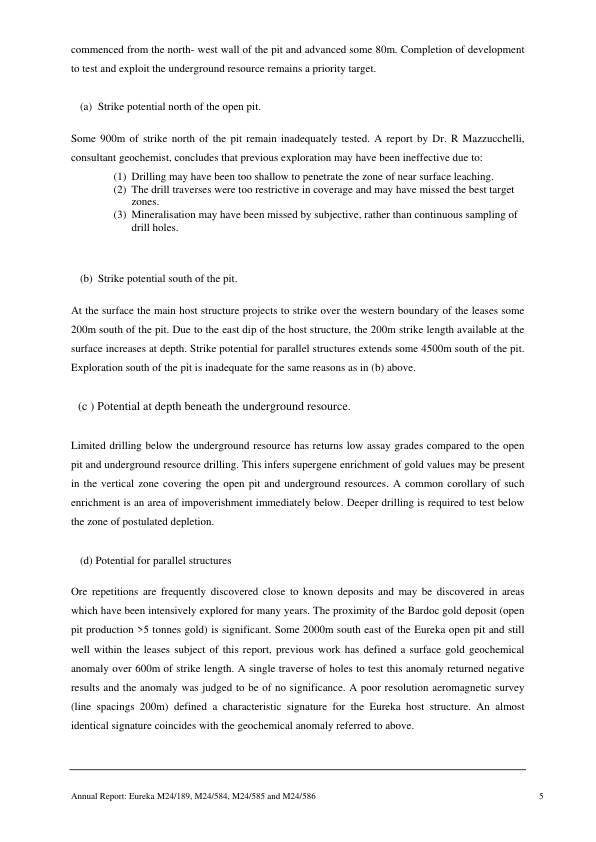 commenced from the north- west wall of the pit and advanced some 80m. Completion of development
to test and exploit the underground resource remains a priority target.
(a) Strike potential north of the open pit.
Some 900m of strike north of the pit remain inadequately tested. A report by Dr. R Mazzucchelli,
consultant geochemist, concludes that previous exploration may have been ineffective due to:
(1) Drilling may have been too shallow to penetrate the zone of near surface leaching.
(2) The drill traverses were too restrictive in coverage and may have missed the best target
zones.
(3) Mineralisation may have been missed by subjective, rather than continuous sampling of
drill holes.
(b) Strike potential south of the pit.
At the surface the main host structure projects to strike over the western boundary of the leases some
200m south of the pit. Due to the east dip of the host structure, the 200m strike length available at the
surface increases at depth. Strike potential for parallel structures extends some 4500m south of the pit.
Exploration south of the pit is inadequate for the same reasons as in (b) above.
(c ) Potential at depth beneath the underground resource.
Limited drilling below the underground resource has returns low assay grades compared to the open
pit and underground resource drilling. This infers supergene enrichment of gold values may be present
in the vertical zone covering the open pit and underground resources. A common corollary of such
enrichment is an area of impoverishment immediately below. Deeper drilling is required to test below
the zone of postulated depletion.
(d) Potential for parallel structures
Ore repetitions are frequently discovered close to known deposits and may be discovered in areas
which have been intensively explored for many years. The proximity of the Bardoc gold deposit (open
pit production >5 tonnes gold) is significant. Some 2000m south east of the Eureka open pit and still
well within the leases subject of this report, previous work has defined a surface gold geochemical
anomaly over 600m of strike length. A single traverse of holes to test this anomaly returned negative
results and the anomaly was judged to be of no significance. A poor resolution aeromagnetic survey
(line spacings 200m) defined a characteristic signature for the Eureka host structure. An almost
identical signature coincides with the geochemical anomaly referred to above.
Annual Report: Eureka M24/189, M24/584, M24/585 and M24/586 5